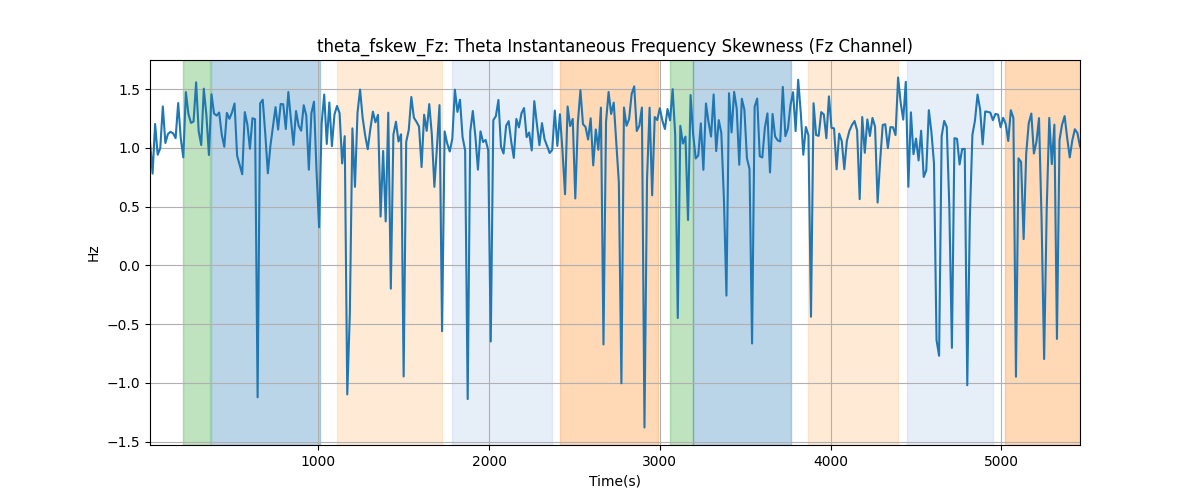 theta_fskew_Fz: Theta Instantaneous Frequency Skewness (Fz Channel)
1.5
1.0
0.5
0.0
−0.5
−1.0
−1.5
Hz
1000 2000 3000 4000 5000
Time(s)